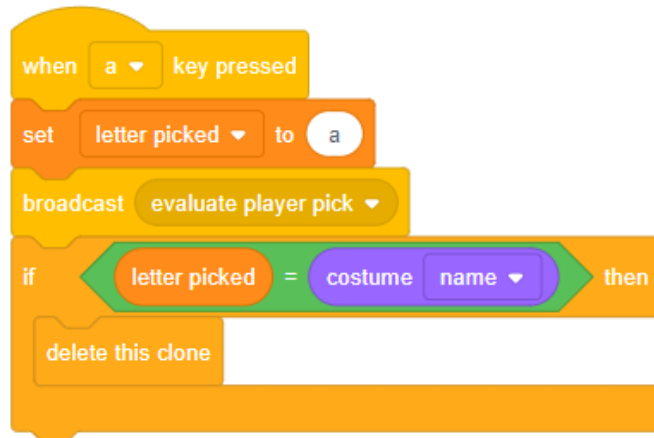 when a key pressed
set letter picked to a
broadcast evaluate player pick
if letter picked = costume name then
delete this clone